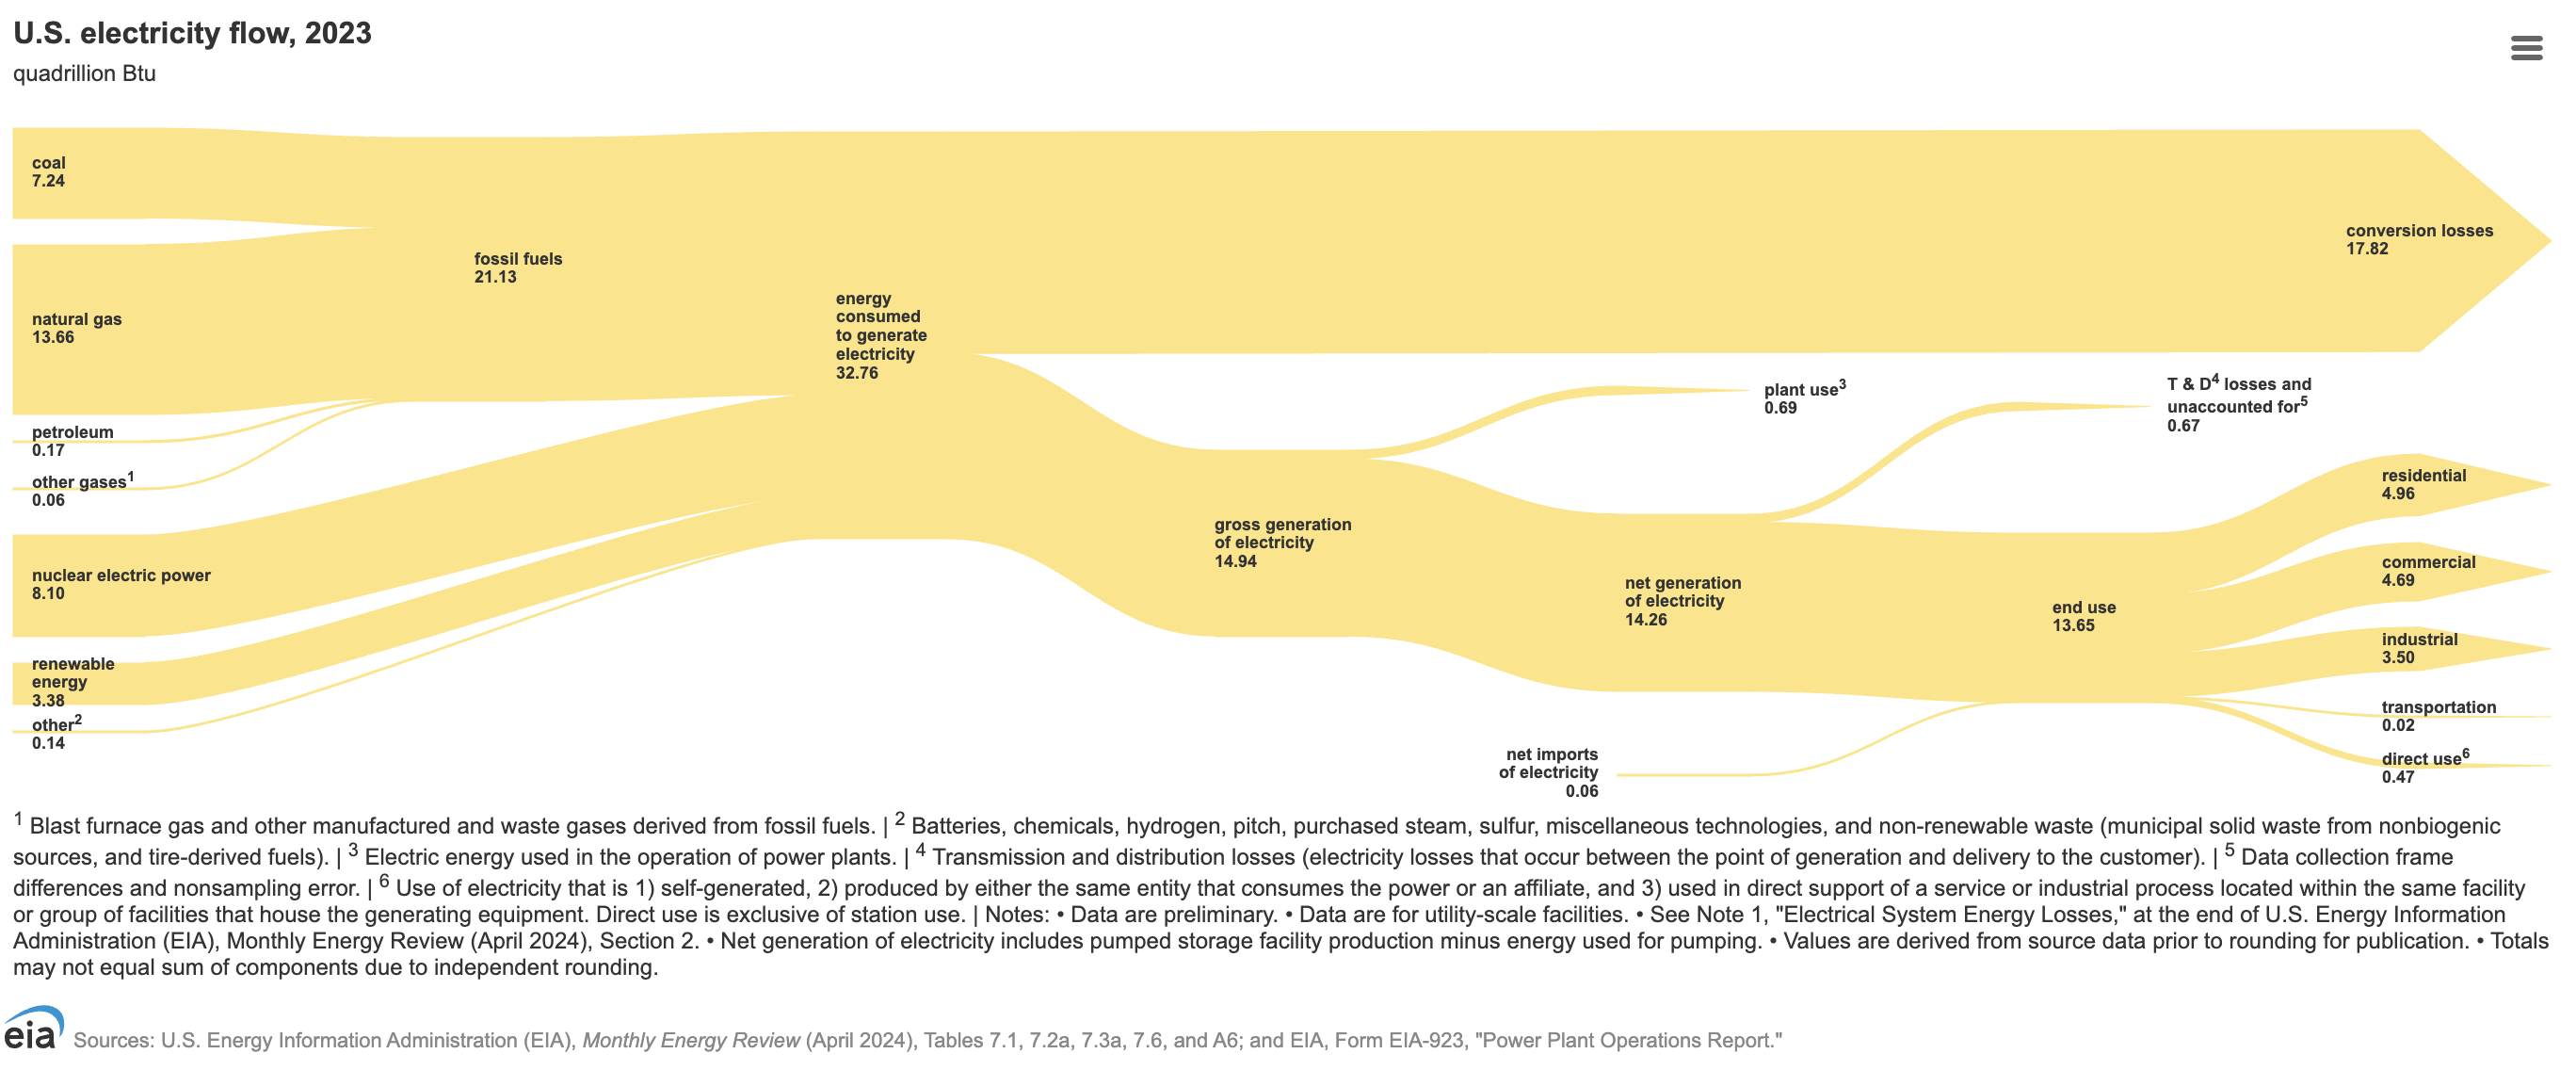 U.S. electricity flow, 2023
quadrillion Btu
coal
7.24
natural gas
13.66
petroleum
0.17
other gases¹
0.06
nuclear electric power
8.10
renewable
energy
3.38
other²
0.14
fossil fuels
21.13
energy
consumed
to generate
electricity
32.76
conversion losses
17.82
gross generation
of electricity
14.94
plant use³
0.69
net generation
of electricity
14.26
net imports
of electricity
0.06
T & D⁴ losses and
unaccounted for⁵
0.67
end use
13.65
residential
4.96
commercial
4.69
industrial
3.50
transportation
0.02
direct use⁶
0.47
¹ Blast furnace gas and other manufactured and waste gases derived from fossil fuels. | ² Batteries, chemicals, hydrogen, pitch, purchased steam, sulfur, miscellaneous technologies, and non-renewable waste (municipal solid waste from nonbiogenic
sources, and tire-derived fuels). | ³ Electric energy used in the operation of power plants. | ⁴ Transmission and distribution losses (electricity losses that occur between the point of generation and delivery to the customer). | ⁵ Data collection frame
differences and nonsampling error. | ⁶ Use of electricity that is 1) self-generated, 2) produced by either the same entity that consumes the power or an affiliate, and 3) used in direct support of a service or industrial process located within the same facility
or group of facilities that house the generating equipment. Direct use is exclusive of station use. | Notes: • Data are preliminary. • Data are for utility-scale facilities. • See Note 1, "Electrical System Energy Losses," at the end of U.S. Energy Information
Administration (EIA), Monthly Energy Review (April 2024), Section 2. • Net generation of electricity includes pumped storage facility production minus energy used for pumping. • Values are derived from source data prior to rounding for publication. • Totals
may not equal sum of components due to independent rounding.
eia
Sources: U.S. Energy Information Administration (EIA), Monthly Energy Review (April 2024), Tables 7.1, 7.2a, 7.3a, 7.6, and A6; and EIA, Form EIA-923, "Power Plant Operations Report."